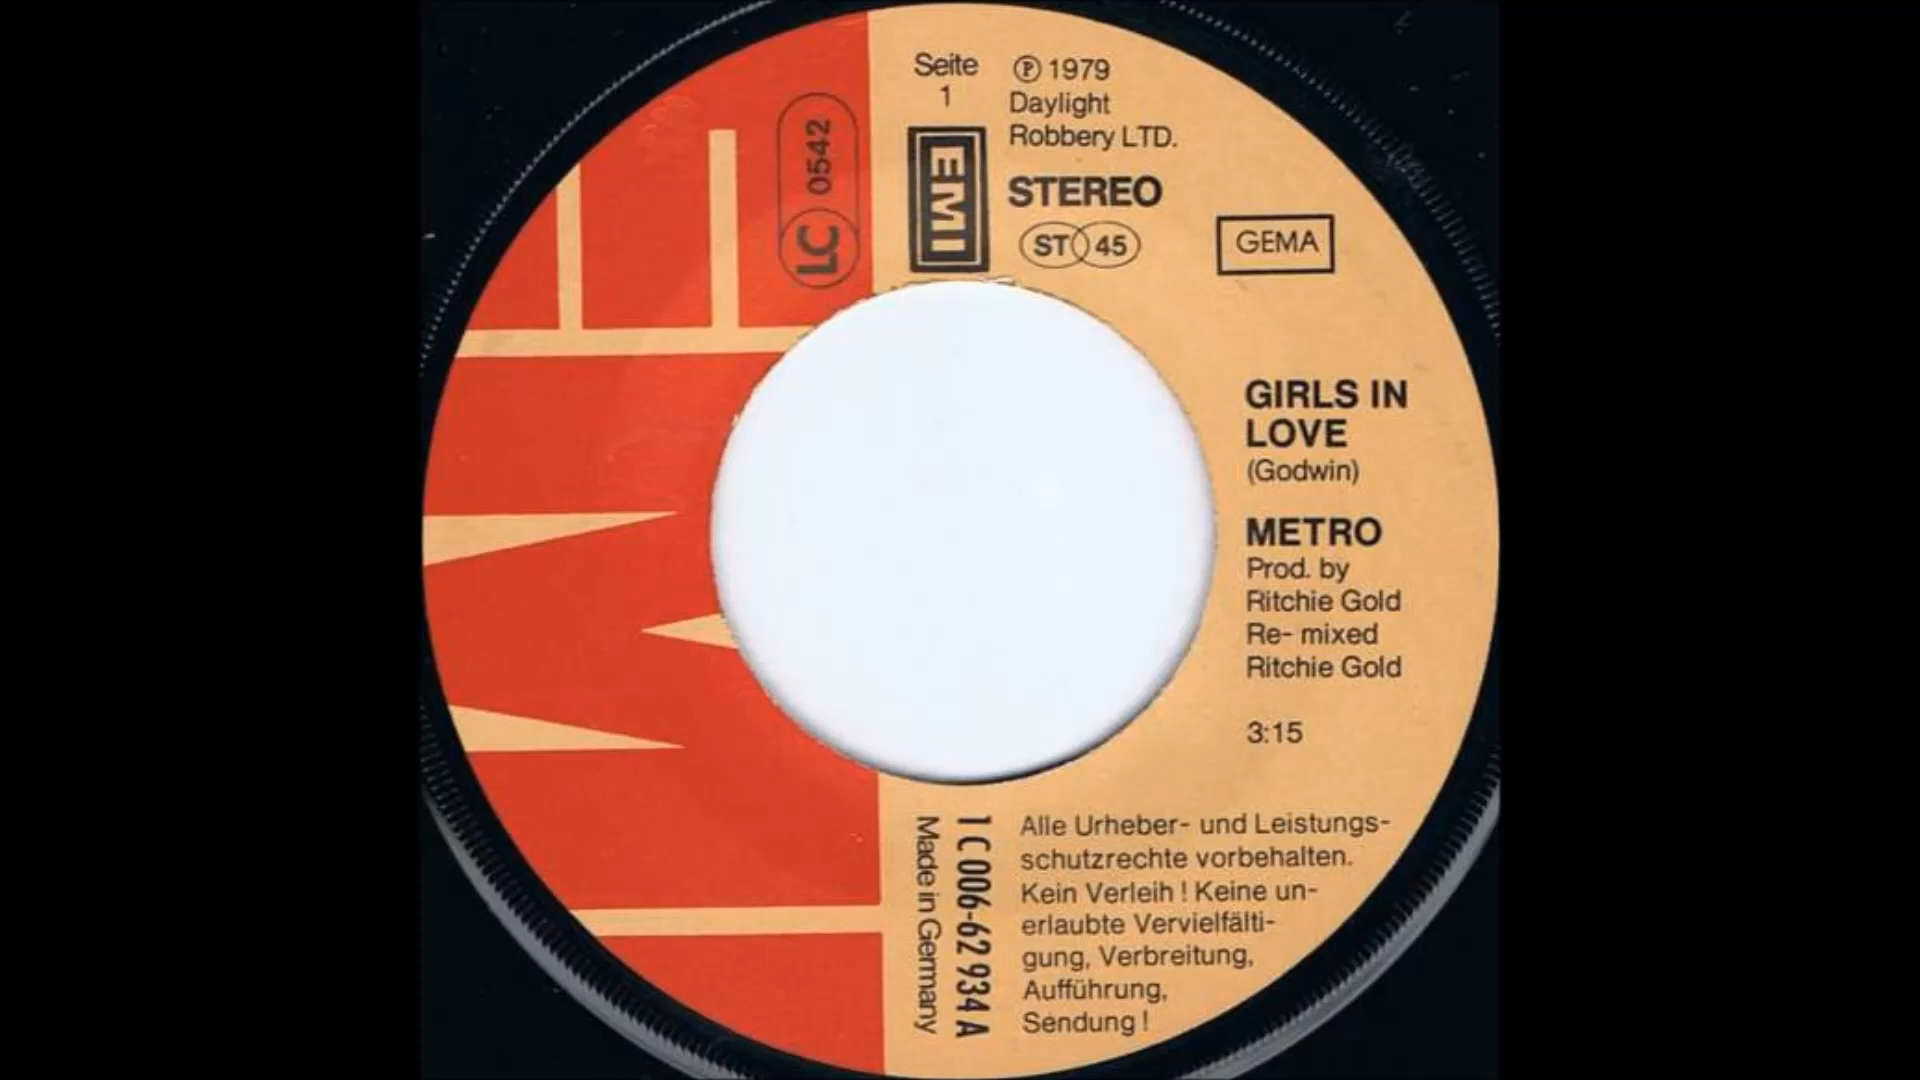 Seite
1
℗ 1979
Daylight
Robbery LTD.
LC 0542
EMI
STEREO
ST 45
GEMA
GIRLS IN
LOVE
(Godwin)
METRO
Prod. by
Ritchie Gold
Re- mixed
Ritchie Gold
3:15
1 C 006-62 934 A
Made in Germany
Alle Urheber- und Leistungs-
schutzrechte vorbehalten.
Kein Verleih ! Keine un-
erlaubte Vervielfälti-
gung, Verbreitung,
Aufführung,
Sendung !